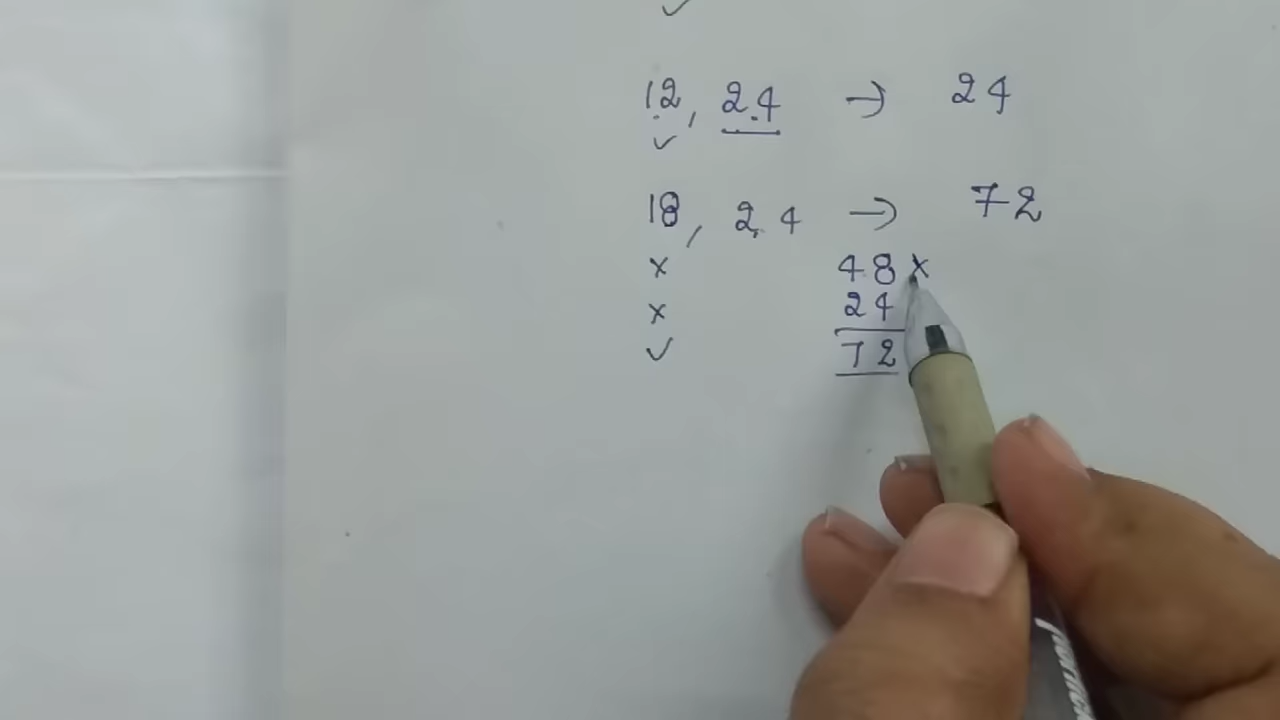 ✓
12, 24 → 24
✓
18, 24 → 72
x 48 x
x 24
✓ 72